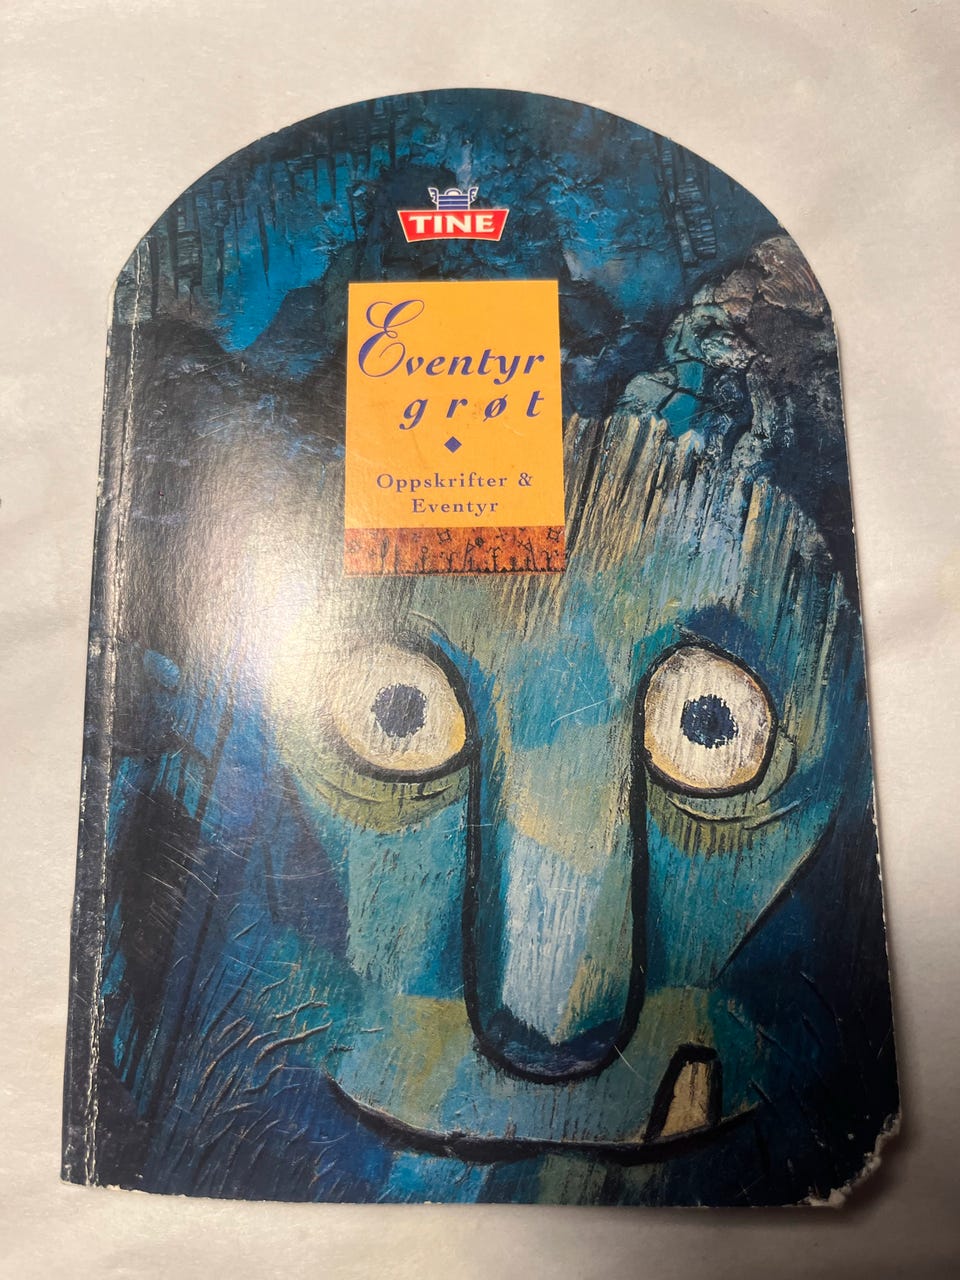 TINE
Eventyr
grøt
Oppskrifter &
Eventyr